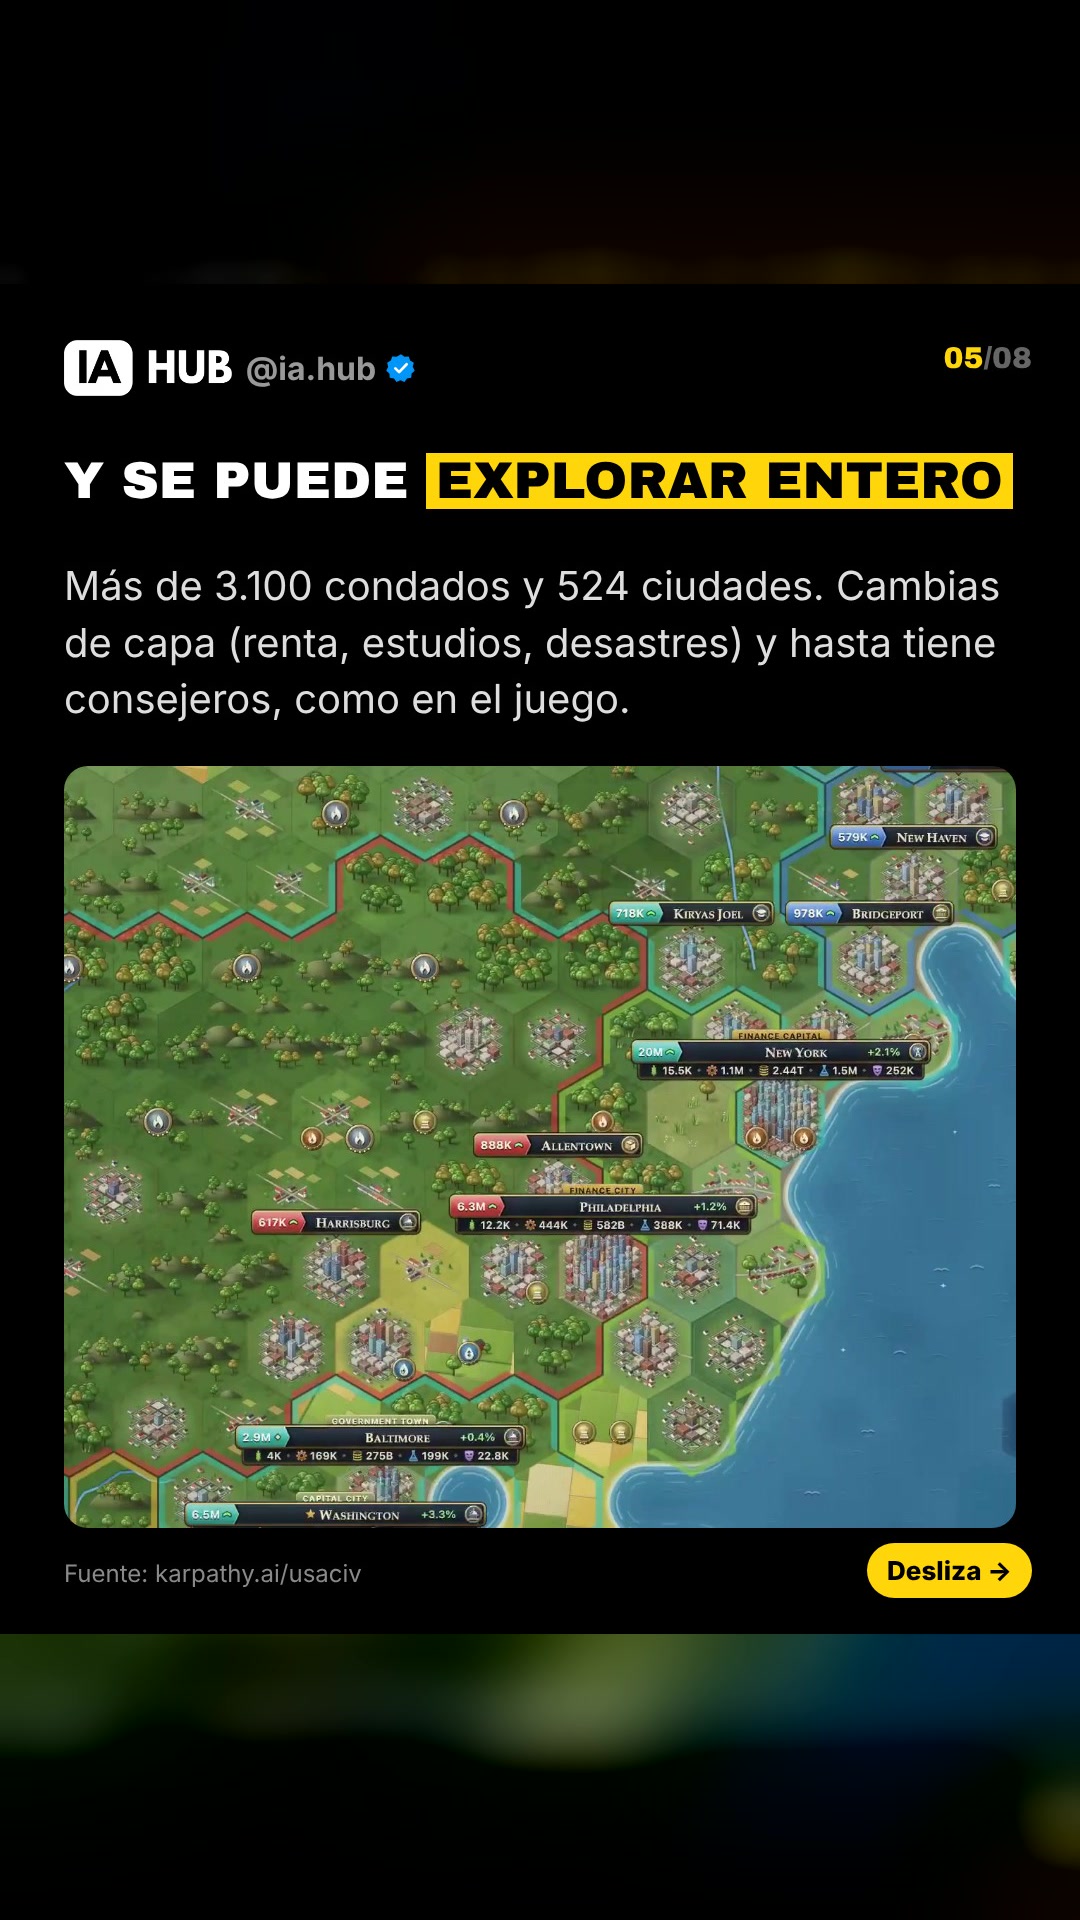 IA HUB @ia.hub
05/08
Y SE PUEDE EXPLORAR ENTERO
Más de 3.100 condados y 524 ciudades. Cambias
de capa (renta, estudios, desastres) y hasta tiene
consejeros, como en el juego.
579K NEW HAVEN
718K KIRYAS JOEL
978K BRIDGEPORT
FINANCE CAPITAL
20M NEW YORK +2.1%
15.5K 1.1M 2.44T 1.5M 252K
888K ALLENTOWN
FINANCE CITY
6.3M PHILADELPHIA +1.2%
12.2K 444K 582B 388K 71.4K
617K HARRISBURG
GOVERNMENT TOWN
2.9M BALTIMORE +0.4%
4K 169K 275B 199K 22.8K
CAPITAL CITY
6.5M WASHINGTON +3.3%
Fuente: karpathy.ai/usaciv
Desliza →